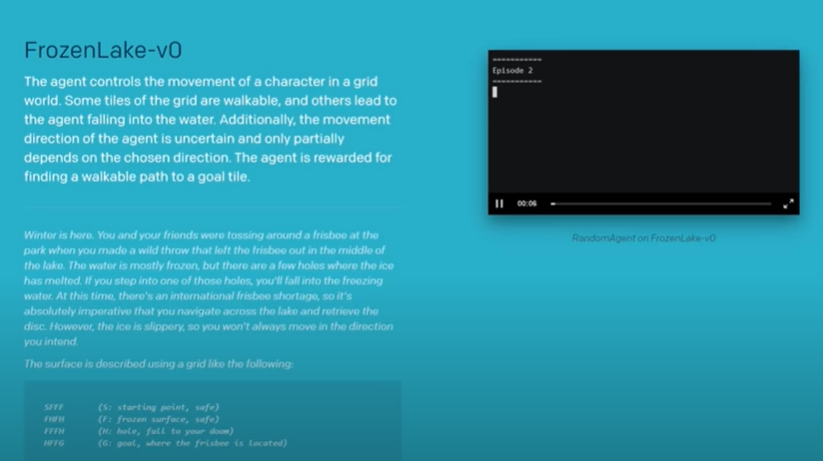 FrozenLake-v0
The agent controls the movement of a character in a grid
world. Some tiles of the grid are walkable, and others lead to
the agent falling into the water. Additionally, the movement
direction of the agent is uncertain and only partially
depends on the chosen direction. The agent is rewarded for
finding a walkable path to a goal tile.
Winter is here. You and your friends were tossing around a frisbee at the
park when you made a wild throw that left the frisbee out in the middle of
the lake. The water is mostly frozen, but there are a few holes where the ice
has melted. If you step into one of those holes, you'll fall into the freezing
water. At this time, there's an international frisbee shortage, so it's
absolutely imperative that you navigate across the lake and retrieve the
disc. However, the ice is slippery, so you won't always move in the direction
you intend.
The surface is described using a grid like the following:
SFFF (S: starting point, safe)
FHFH (F: frozen surface, safe)
FFFH (H: hole, fall to your doom)
HFFG (G: goal, where the frisbee is located)
===========
Episode 2
===========
00:06
RandomAgent on FrozenLake-v0